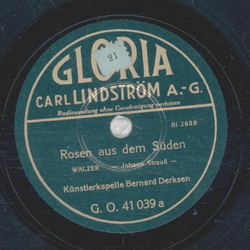 21
GLORIA
CARL LINDSTRÖM A.-G.
Radiosendung ohne Genehmigung verboten
BI 2689
Rosen aus dem Süden
WALZER — Johann Strauß —
Künstlerkapelle Bernard Derksen
G. O. 41 039 a